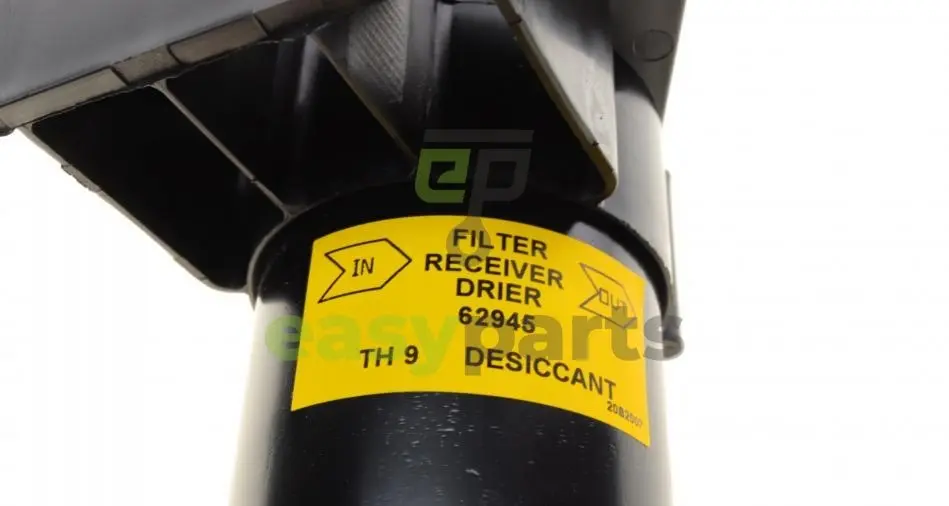 ep
FILTER
IN RECEIVER OUT
DRIER
62945
easyparts
TH 9 DESICCANT